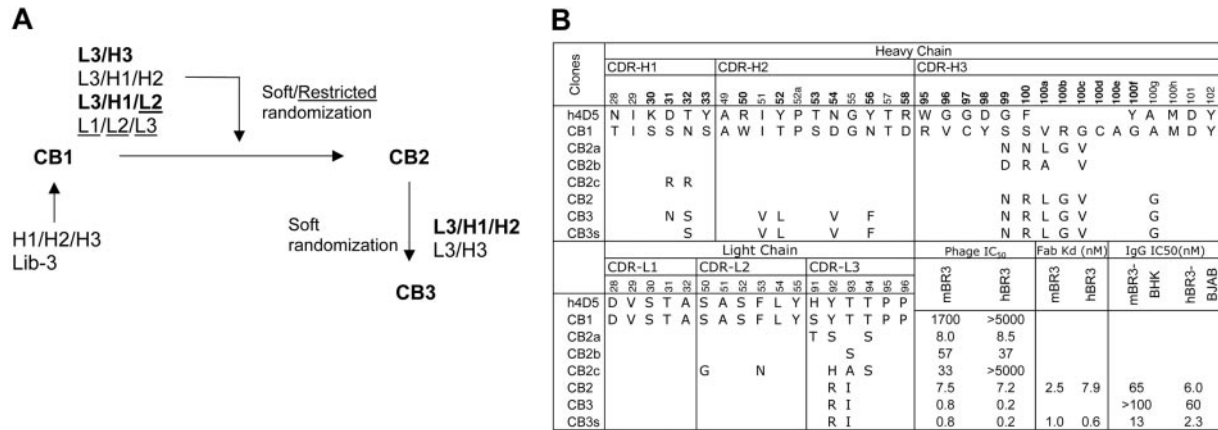 A
L3/H3
L3/H1/H2
L3/H1/L2
L1/L2/L3
Soft/Restricted
randomization
CB1
CB2
H1/H2/H3
Lib-3
Soft
randomization
L3/H1/H2
L3/H3
CB3
B
Clones
Heavy Chain
CDR-H1 CDR-H2 CDR-H3
28 29 30 31 32 33 49 50 51 52 52a 53 54 55 56 57 58 95 96 97 98 99 100 100a 100b 100c 100d 100e 100f 100g 100h 101 102
h4D5 N I K D T Y A R I Y P T N G Y T R W G G D G F Y A M D Y
CB1 T I S S N S A W I T P S D G N T D R V C Y S S V R G C A G A M D Y
CB2a N N L G V
CB2b D R A V
CB2c R R
CB2 N R L G V G
CB3 N S V L V F N R L G V G
CB3s S V L V F N R L G V G
Light Chain Phage IC50 Fab Kd (nM) IgG IC50(nM)
CDR-L1 CDR-L2 CDR-L3 mBR3 hBR3 mBR3 hBR3 mBR3-BHK hBR3-BJAB
28 29 30 31 32 50 51 52 53 54 55 91 92 93 94 95 96
h4D5 D V S T A S A S F L Y H Y T T P P
CB1 D V S T A S A S F L Y S Y T T P P 1700 >5000
CB2a T S S 8.0 8.5
CB2b S 57 37
CB2c G N H A S 33 >5000
CB2 R I 7.5 7.2 2.5 7.9 65 6.0
CB3 R I 0.8 0.2 >100 60
CB3s R I 0.8 0.2 1.0 0.6 13 2.3